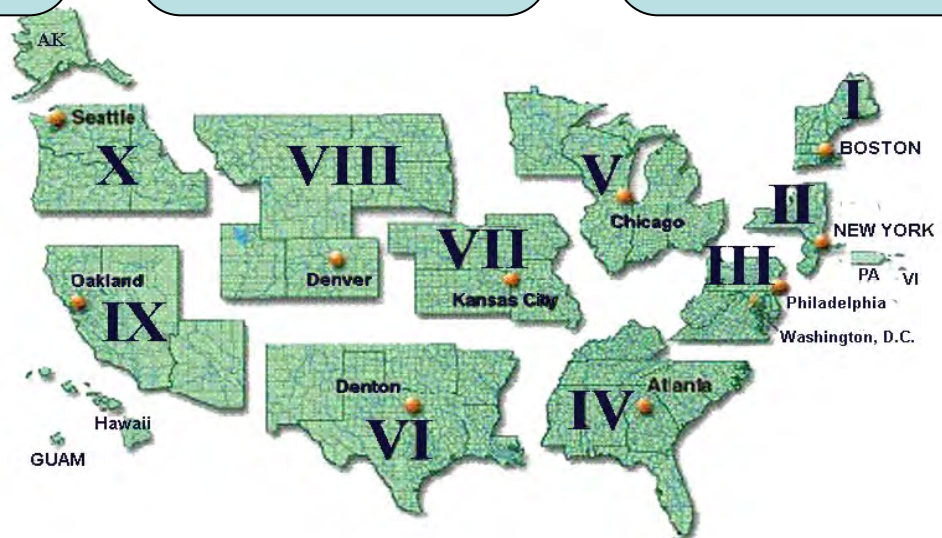 AK
Seattle
X
VIII
V
I
BOSTON
Chicago
II
NEW YORK
VII
Denver
Kansas City
III
PA
VI
Philadelphia
Washington, D.C.
Oakland
IX
Hawaii
GUAM
Denton
VI
IV
Atlanta